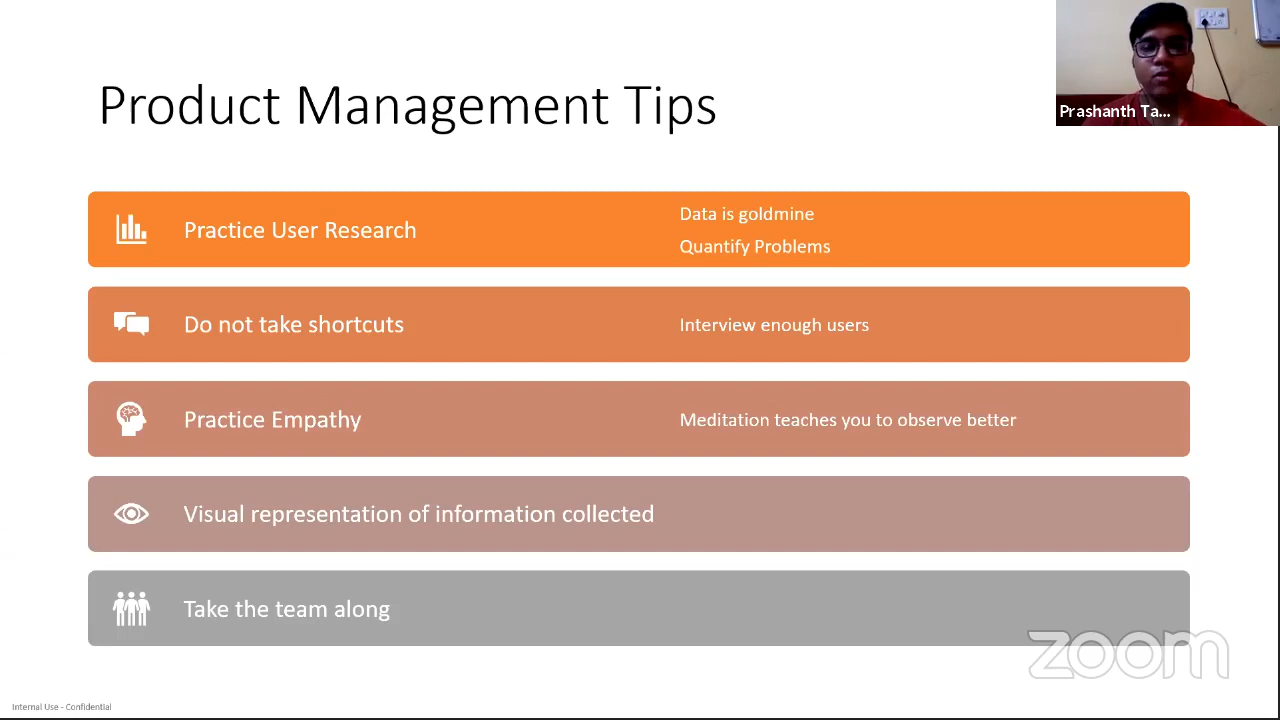 Product Management Tips
Prashanth Ta...
Practice User Research
Data is goldmine
Quantify Problems
Do not take shortcuts
Interview enough users
Practice Empathy
Meditation teaches you to observe better
Visual representation of information collected
Take the team along
zoom
Internal Use - Confidential